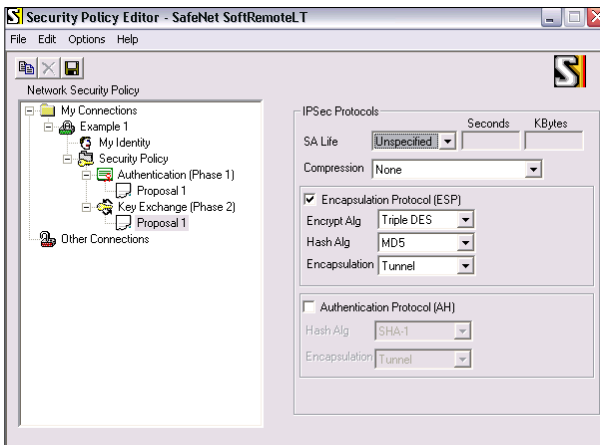 Security Policy Editor - SafeNet SoftRemoteLT
File Edit Options Help
Network Security Policy
My Connections
Example 1
My Identity
Security Policy
Authentication (Phase 1)
Proposal 1
Key Exchange (Phase 2)
Proposal 1
Other Connections
IPSec Protocols
Seconds KBytes
SA Life Unspecified
Compression None
Encapsulation Protocol (ESP)
Encrypt Alg Triple DES
Hash Alg MD5
Encapsulation Tunnel
Authentication Protocol (AH)
Hash Alg SHA-1
Encapsulation Tunnel